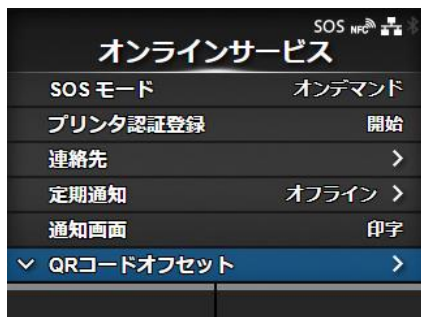 SOS NFC
オンラインサービス
SOS モード オンデマンド
プリンタ認証登録 開始
連絡先
定期通知 オフライン
通知画面 印字
QRコードオフセット